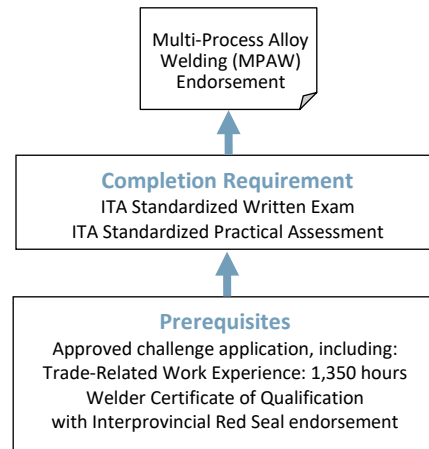 Multi-Process Alloy
Welding (MPAW)
Endorsement
Completion Requirement
ITA Standardized Written Exam
ITA Standardized Practical Assessment
Prerequisites
Approved challenge application, including:
Trade-Related Work Experience: 1,350 hours
Welder Certificate of Qualification
with Interprovincial Red Seal endorsement